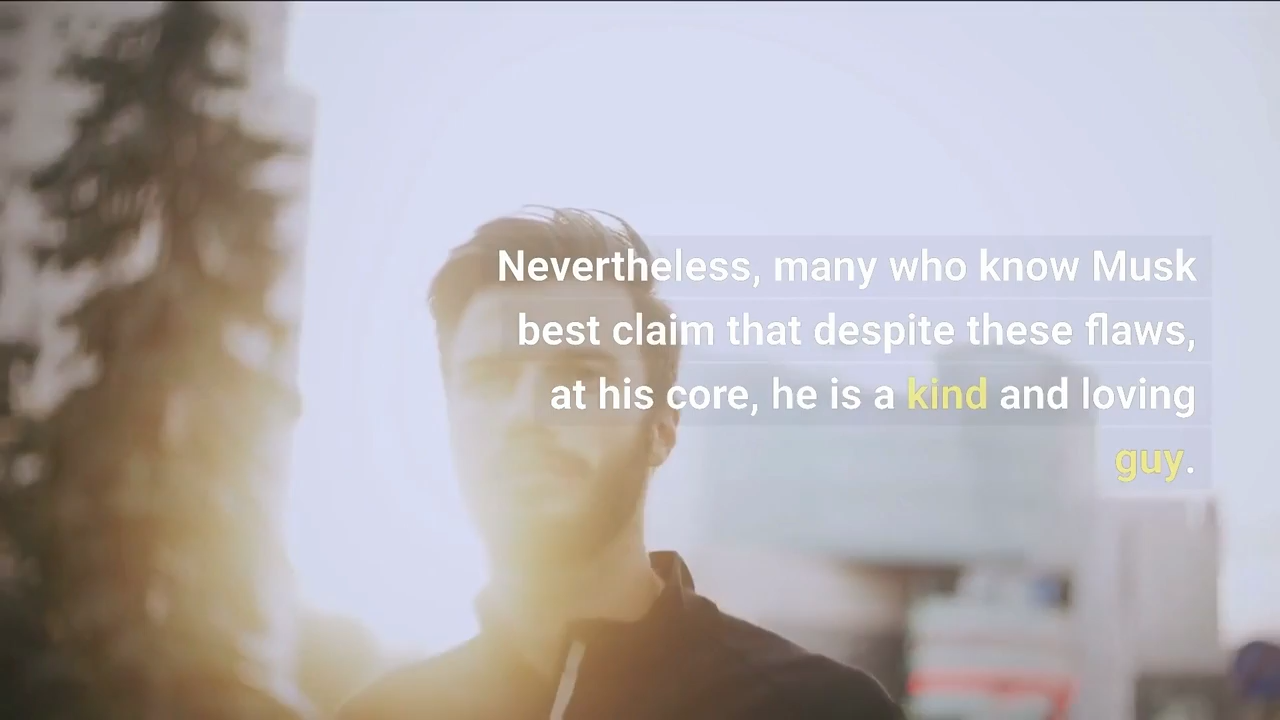 Nevertheless, many who know Musk
best claim that despite these flaws,
at his core, he is a kind and loving
guy.